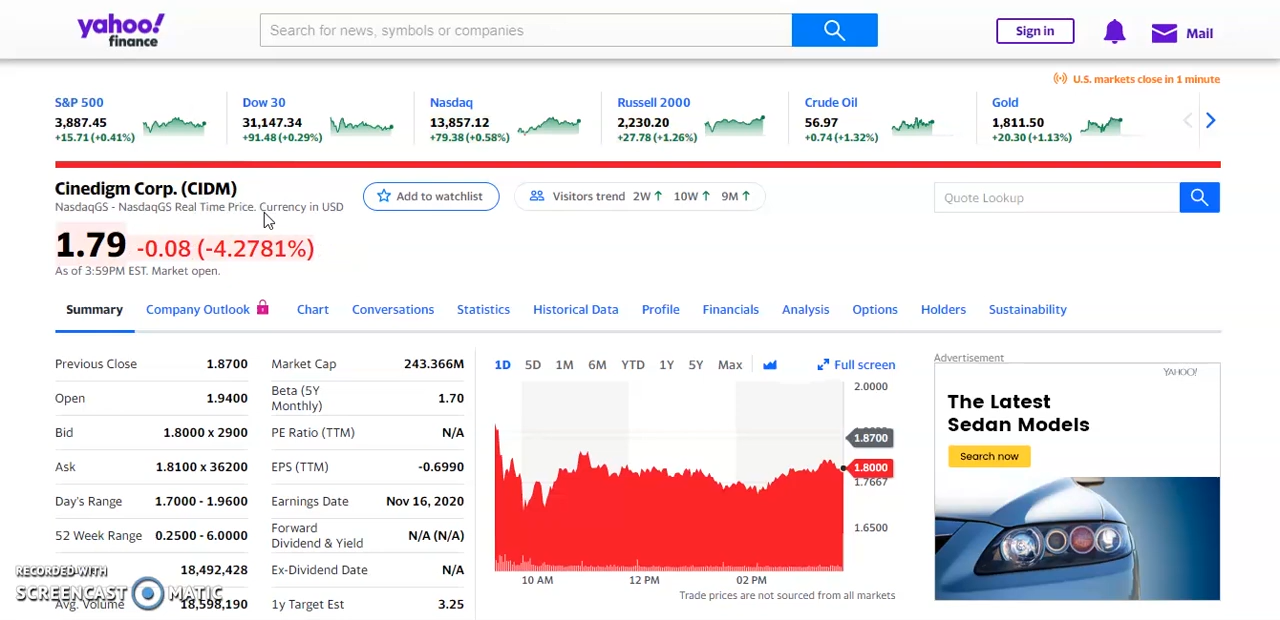 yahoo!
finance
Search for news, symbols or companies
Sign in
Mail
U.S. markets close in 1 minute
S&P 500
3,887.45
+15.71 (+0.41%)
Dow 30
31,147.34
+91.48 (+0.29%)
Nasdaq
13,857.12
+79.38 (+0.58%)
Russell 2000
2,230.20
+27.78 (+1.26%)
Crude Oil
56.97
+0.74 (+1.32%)
Gold
1,811.50
+20.30 (+1.13%)
Cinedigm Corp. (CIDM)
NasdaqGS - NasdaqGS Real Time Price. Currency in USD
Add to watchlist
Visitors trend 2W 10W 9M
Quote Lookup
1.79 -0.08 (-4.2781%)
As of 3:59PM EST. Market open.
Summary Company Outlook Chart Conversations Statistics Historical Data Profile Financials Analysis Options Holders Sustainability
Previous Close 1.8700
Open 1.9400
Bid 1.8000 x 2900
Ask 1.8100 x 36200
Day's Range 1.7000 - 1.9600
52 Week Range 0.2500 - 6.0000
18,492,428
Avg. Volume 18,598,190
Market Cap 243.366M
Beta (5Y
Monthly) 1.70
PE Ratio (TTM) N/A
EPS (TTM) -0.6990
Earnings Date Nov 16, 2020
Forward
Dividend & Yield N/A (N/A)
Ex-Dividend Date N/A
1y Target Est 3.25
1D 5D 1M 6M YTD 1Y 5Y Max Full screen
2.0000
1.8700
1.8000
1.7667
1.6500
10 AM 12 PM 02 PM
Trade prices are not sourced from all markets
Advertisement
YAHOO!
The Latest
Sedan Models
Search now
RECORDED WITH
SCREENCAST MATIC